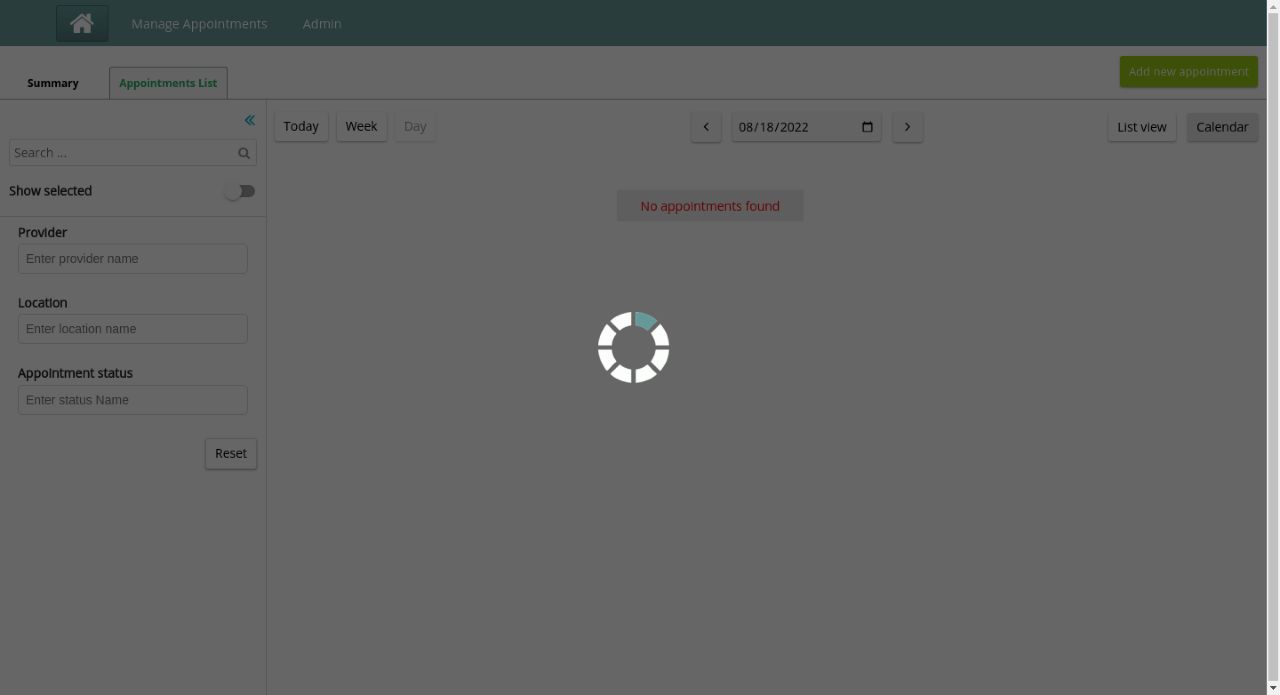 Manage Appointments Admin
Summary Appointments List Add new appointment
Today Week Day 08/18/2022 List view Calendar
Search ...
Show selected
No appointments found
Provider
Enter provider name
Location
Enter location name
Appointment status
Enter status Name
Reset